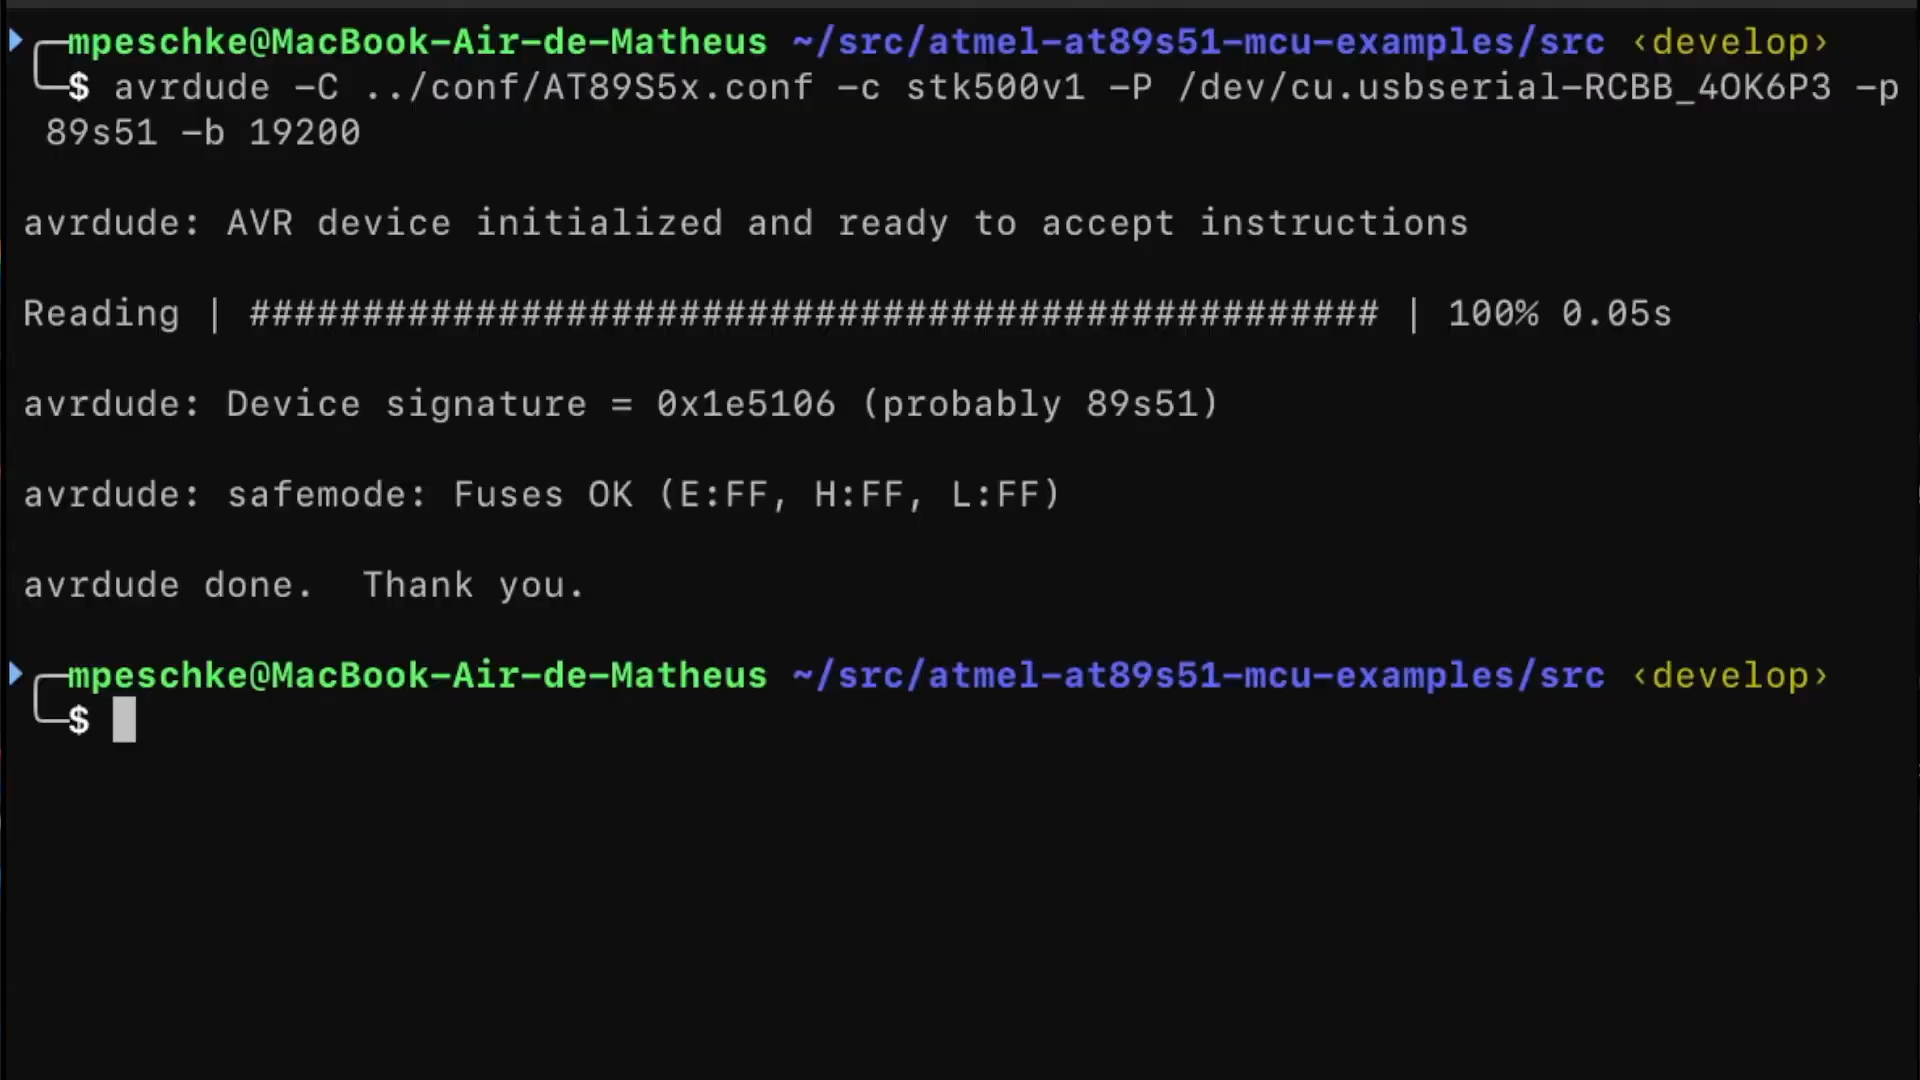 mpeschke@MacBook-Air-de-Matheus ~/src/atmel-at89s51-mcu-examples/src ‹develop›
$ avrdude -C ../conf/AT89S5x.conf -c stk500v1 -P /dev/cu.usbserial-RCBB_4OK6P3 -p
89s51 -b 19200
avrdude: AVR device initialized and ready to accept instructions
Reading | ################################################## | 100% 0.05s
avrdude: Device signature = 0x1e5106 (probably 89s51)
avrdude: safemode: Fuses OK (E:FF, H:FF, L:FF)
avrdude done.  Thank you.
mpeschke@MacBook-Air-de-Matheus ~/src/atmel-at89s51-mcu-examples/src ‹develop›
$